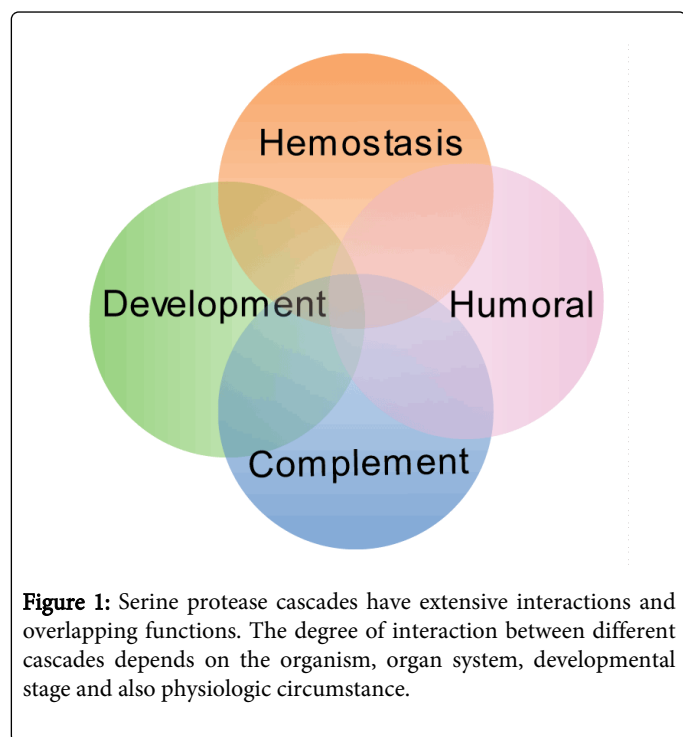 Hemostasis
Development
Humoral
Complement
Figure 1: Serine protease cascades have extensive interactions and
overlapping functions. The degree of interaction between different
cascades depends on the organism, organ system, developmental
stage and also physiologic circumstance.